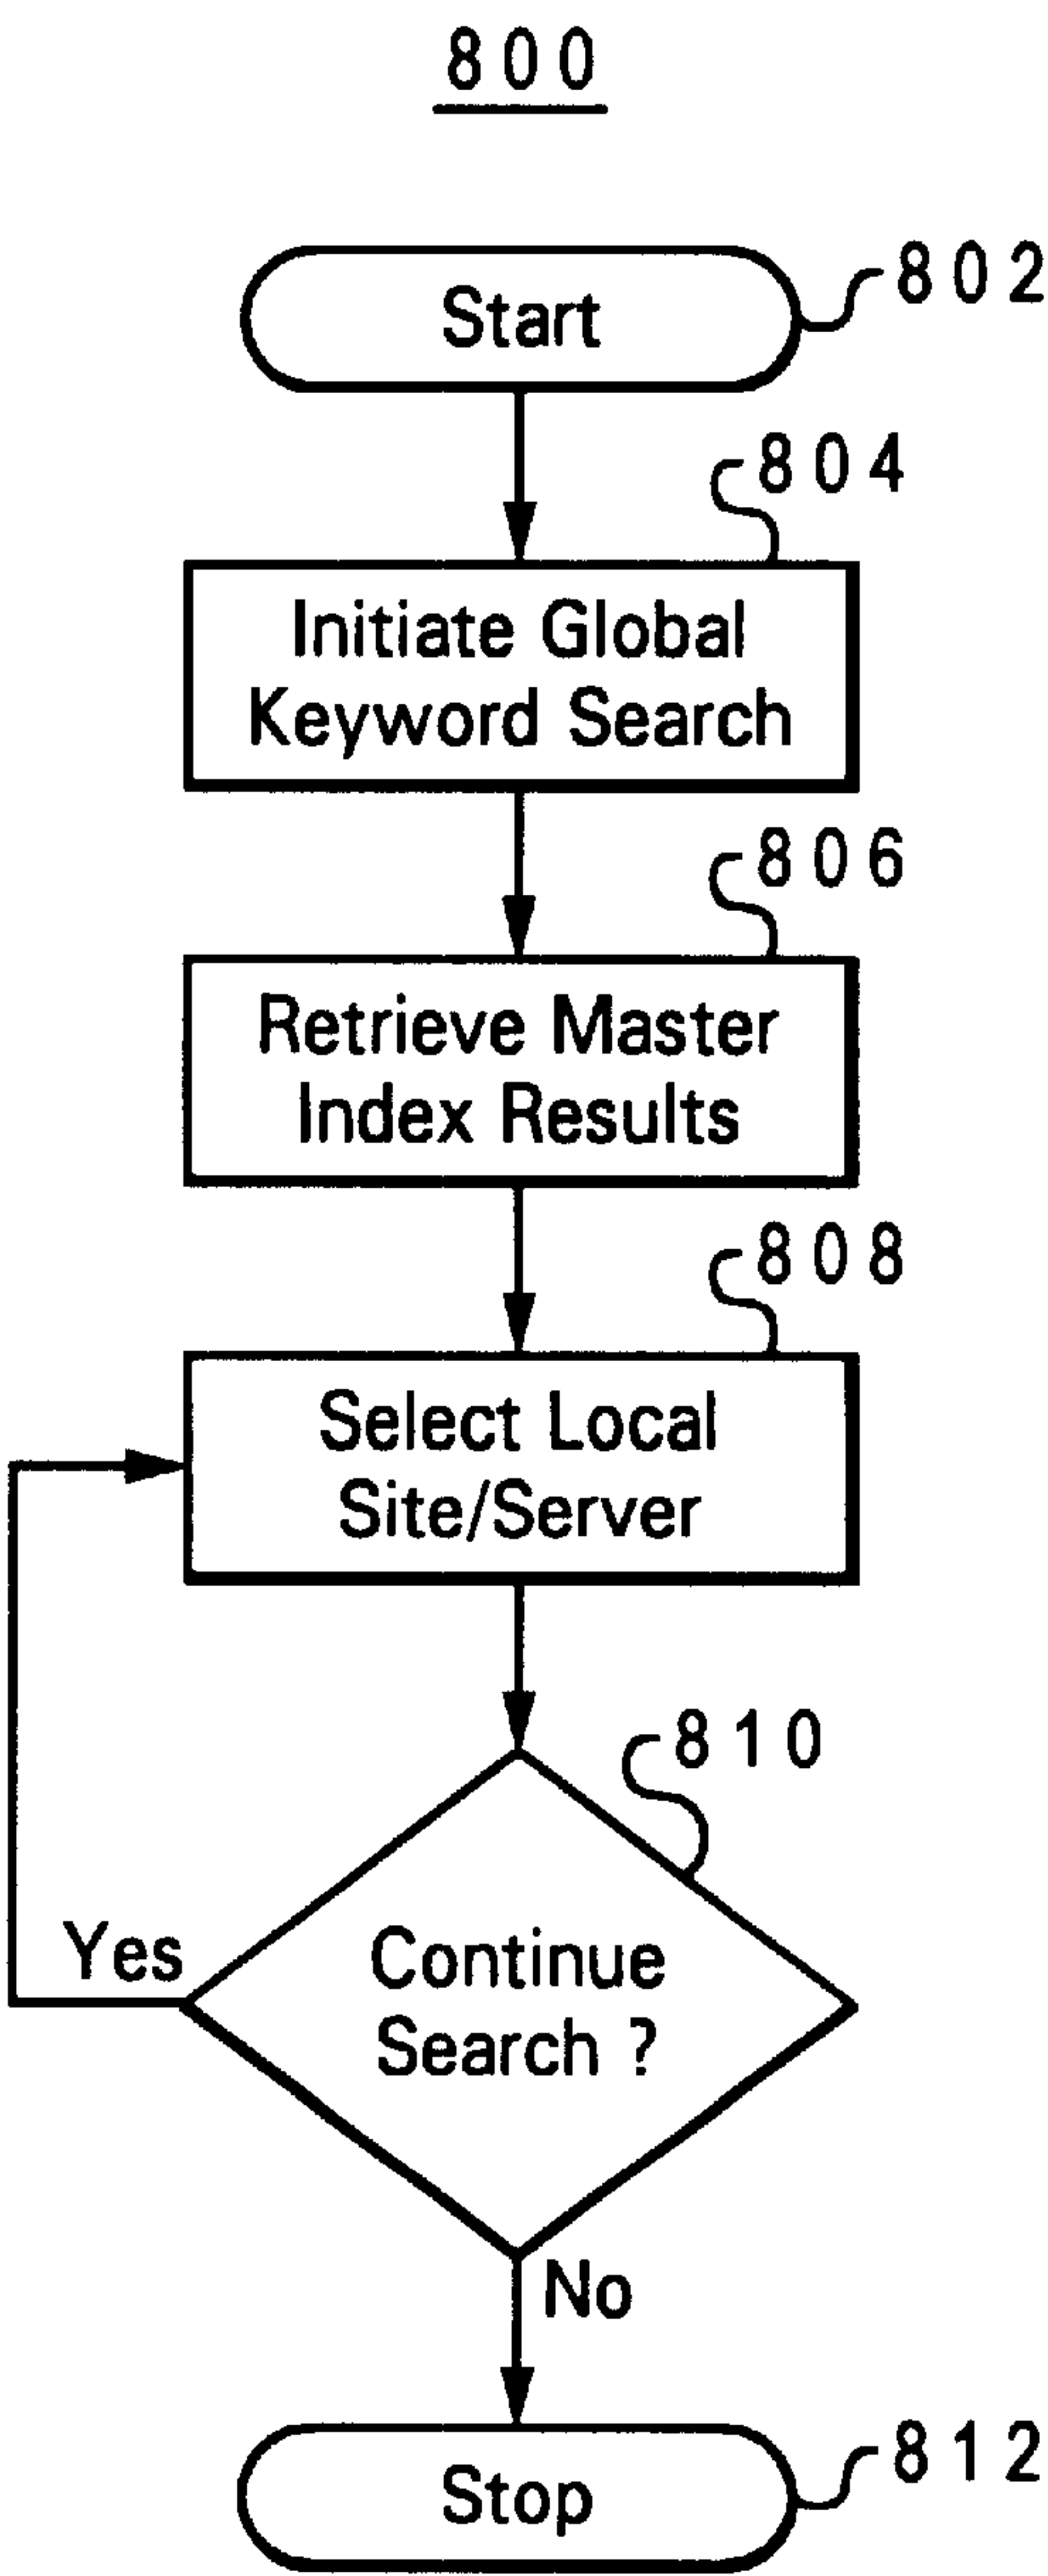 800
Start
802
804
Initiate Global
Keyword Search
806
Retrieve Master
Index Results
808
Select Local
Site/Server
810
Continue
Search ?
Yes
No
Stop
812